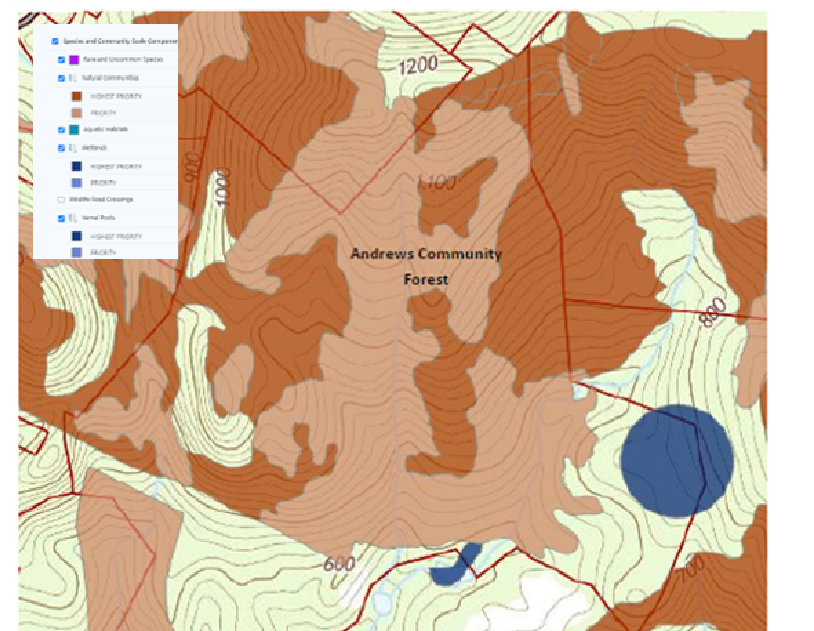 Species and Community Scale Componen
Rare and Uncommon Species
Natural Communities
HIGHEST PRIORITY
PRIORITY
Aquatic Habitats
Wetlands
HIGHEST PRIORITY
PRIORITY
Wildlife Road Crossings
Vernal Pools
HIGHEST PRIORITY
PRIORITY
1200
900
1000
1100
Andrews Community
Forest
800
600
700